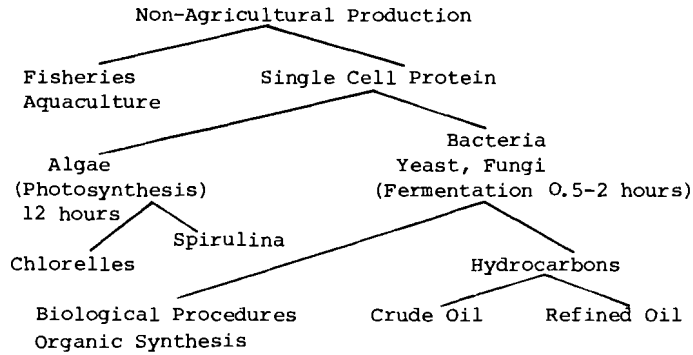 Non-Agricultural Production
Fisheries
Aquaculture
Single Cell Protein
Algae
(Photosynthesis)
12 hours
Bacteria
Yeast, Fungi
(Fermentation 0.5-2 hours)
Chlorelles
Spirulina
Biological Procedures
Organic Synthesis
Hydrocarbons
Crude Oil
Refined Oil